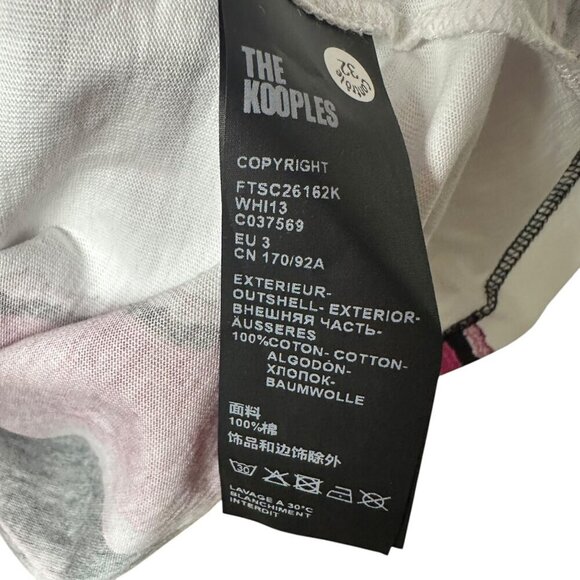 THE
KOOPLES
Contrôle
32
COPYRIGHT
FTSC26162K
WHI13
C037569
EU 3
CN 170/92A
EXTERIEUR-
OUTSHELL- EXTERIOR-
ВНЕШНЯЯ ЧАСТЬ-
ÄUSSERES
100%COTON- COTTON-
ALGODÓN-
ХЛОПОК-
BAUMWOLLE
面料
100%棉
饰品和边饰除外
30
LAVAGE A 30°C
BLANCHIMENT
INTERDIT